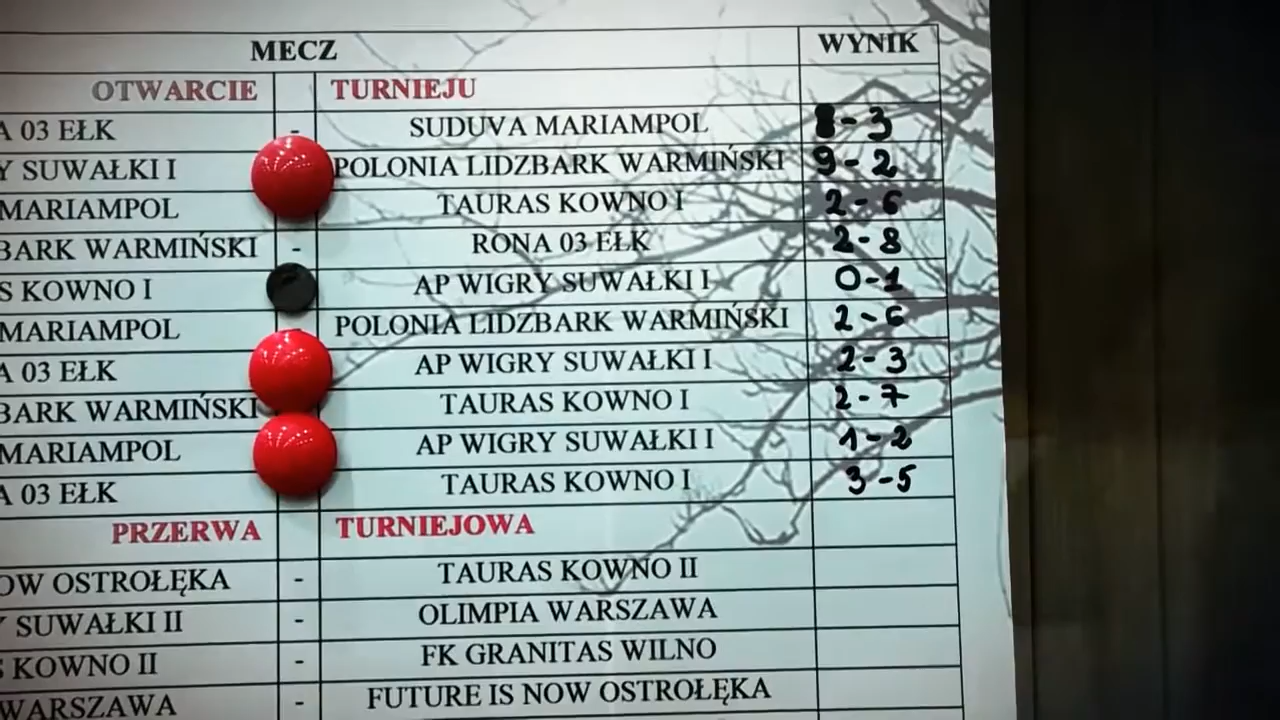 MECZ WYNIK
OTWARCIE TURNIEJU
A 03 EŁK - SUDUVA MARIAMPOL 8-3
Y SUWAŁKI I POLONIA LIDZBARK WARMIŃSKI 9-2
MARIAMPOL TAURAS KOWNO I 2-6
BARK WARMIŃSKI - RONA 03 EŁK 2-8
S KOWNO I AP WIGRY SUWAŁKI I 0-1
MARIAMPOL POLONIA LIDZBARK WARMIŃSKI 2-6
A 03 EŁK AP WIGRY SUWAŁKI I 2-3
BARK WARMIŃSKI TAURAS KOWNO I 2-7
MARIAMPOL AP WIGRY SUWAŁKI I 1-2
A 03 EŁK TAURAS KOWNO I 3-5
PRZERWA TURNIEJOWA
OW OSTROŁĘKA - TAURAS KOWNO II
Y SUWAŁKI II - OLIMPIA WARSZAWA
S KOWNO II - FK GRANITAS WILNO
WARSZAWA - FUTURE IS NOW OSTROŁĘKA